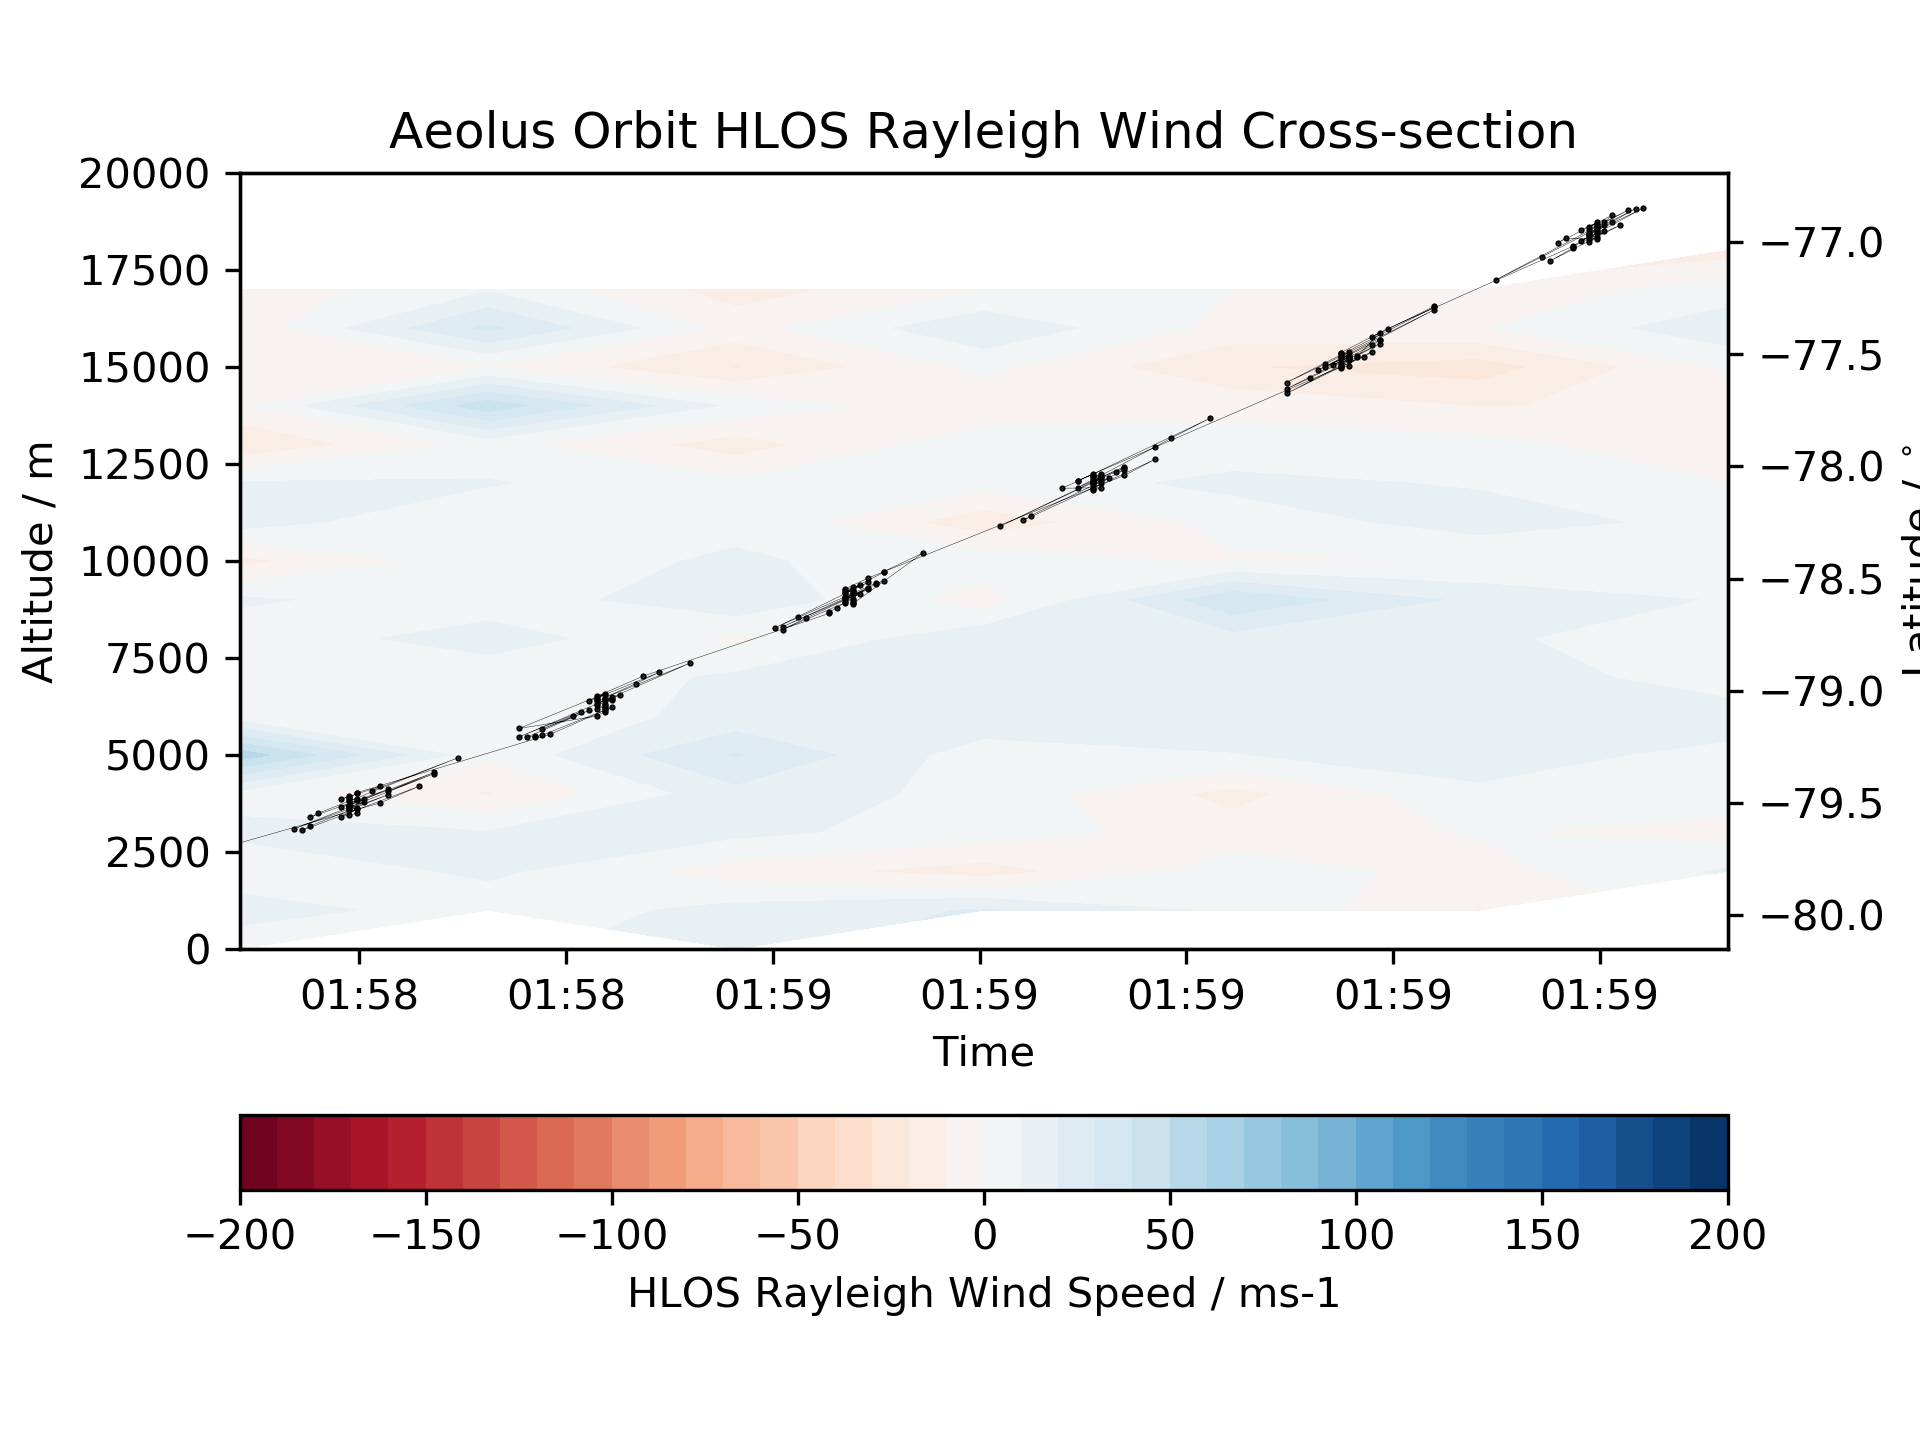 Aeolus Orbit HLOS Rayleigh Wind Cross-section
20000
17500
15000
12500
10000
7500
5000
2500
0
Altitude / m
−77.0
−77.5
−78.0
−78.5
−79.0
−79.5
−80.0
Latitude / °
01:58 01:58 01:59 01:59 01:59 01:59 01:59
Time
−200 −150 −100 −50 0 50 100 150 200
HLOS Rayleigh Wind Speed / ms-1